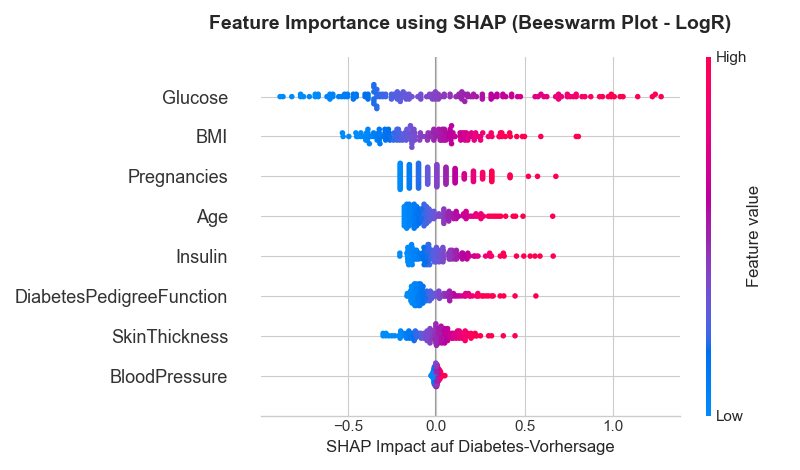 Feature Importance using SHAP (Beeswarm Plot - LogR)
High
Glucose
BMI
Pregnancies
Age
Insulin
DiabetesPedigreeFunction
SkinThickness
BloodPressure
Feature value
Low
−0.5 0.0 0.5 1.0
SHAP Impact auf Diabetes-Vorhersage